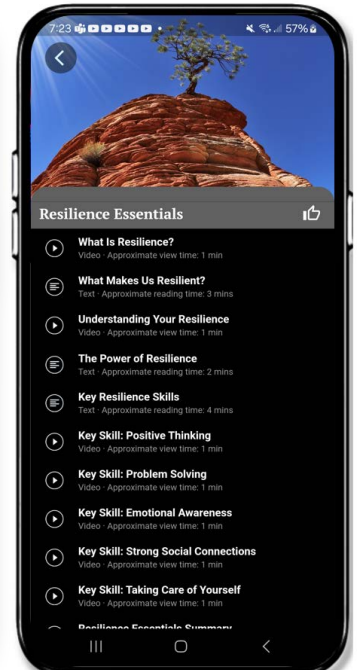 7:23
57%
Resilience Essentials
What Is Resilience?
Video · Approximate view time: 1 min
What Makes Us Resilient?
Text · Approximate reading time: 3 mins
Understanding Your Resilience
Video · Approximate view time: 1 min
The Power of Resilience
Text · Approximate reading time: 2 mins
Key Resilience Skills
Text · Approximate reading time: 4 mins
Key Skill: Positive Thinking
Video · Approximate view time: 1 min
Key Skill: Problem Solving
Video · Approximate view time: 1 min
Key Skill: Emotional Awareness
Video · Approximate view time: 1 min
Key Skill: Strong Social Connections
Video · Approximate view time: 1 min
Key Skill: Taking Care of Yourself
Video · Approximate view time: 1 min
Resilience Essentials Summary